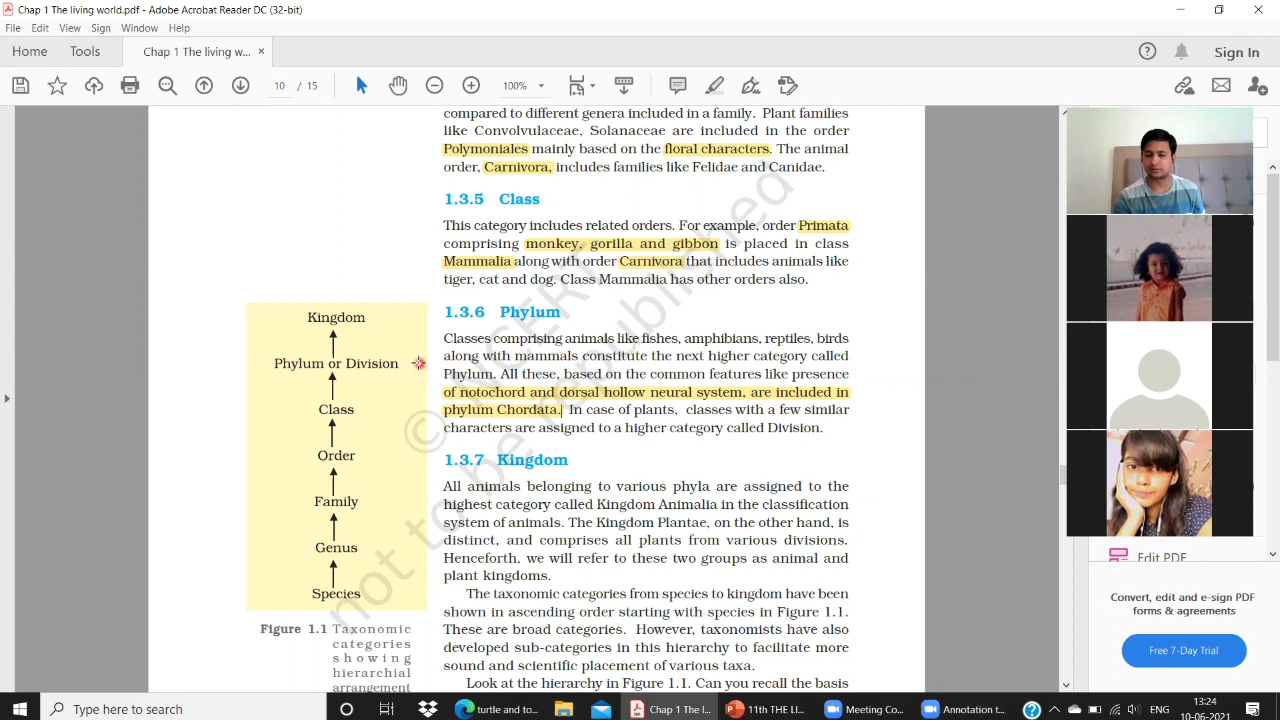 Chap 1 The living world.pdf - Adobe Acrobat Reader DC (32-bit)
File Edit View Sign Window Help
Home Tools Chap 1 The living w... × Sign In
10 / 15 100%
compared to different genera included in a family. Plant families
like Convolvulaceae, Solanaceae are included in the order
Polymoniales mainly based on the floral characters. The animal
order, Carnivora, includes families like Felidae and Canidae.
1.3.5 Class
This category includes related orders. For example, order Primata
comprising monkey, gorilla and gibbon is placed in class
Mammalia along with order Carnivora that includes animals like
tiger, cat and dog. Class Mammalia has other orders also.
1.3.6 Phylum
Classes comprising animals like fishes, amphibians, reptiles, birds
along with mammals constitute the next higher category called
Phylum. All these, based on the common features like presence
of notochord and dorsal hollow neural system, are included in
phylum Chordata. In case of plants, classes with a few similar
characters are assigned to a higher category called Division.
1.3.7 Kingdom
All animals belonging to various phyla are assigned to the
highest category called Kingdom Animalia in the classification
system of animals. The Kingdom Plantae, on the other hand, is
distinct, and comprises all plants from various divisions.
Henceforth, we will refer to these two groups as animal and
plant kingdoms.
The taxonomic categories from species to kingdom have been
shown in ascending order starting with species in Figure 1.1.
These are broad categories. However, taxonomists have also
developed sub-categories in this hierarchy to facilitate more
sound and scientific placement of various taxa.
Look at the hierarchy in Figure 1.1. Can you recall the basis
Kingdom
Phylum or Division
Class
Order
Family
Genus
Species
Figure 1.1 Taxonomic
categories
showing
hierarchial
arrangement
© NCERT
not to be republished
Edit PDF
Convert, edit and e-sign PDF
forms & agreements
Free 7-Day Trial
Type here to search
turtle and to...
Chap 1 The l...
11th THE LI...
Meeting Co...
Annotation t...
ENG
13:24
10-06-2021